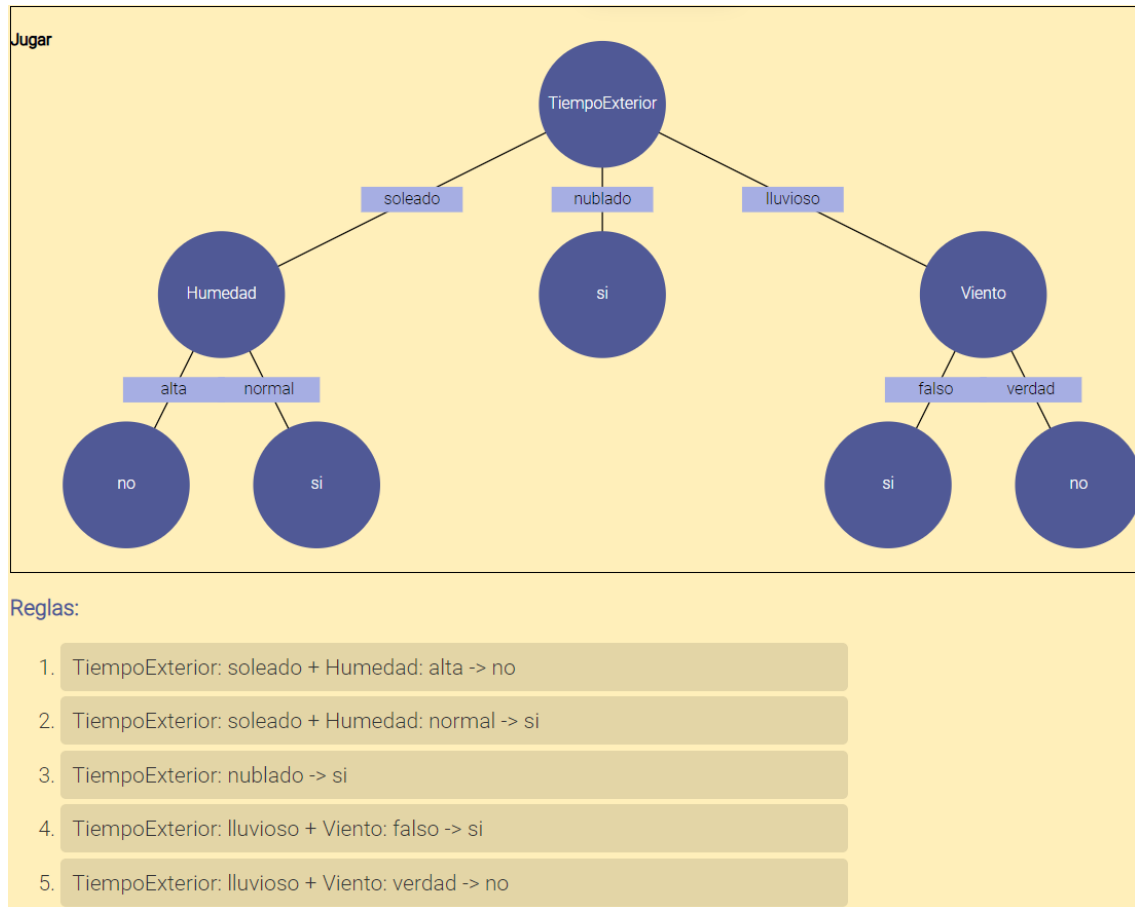 Jugar
TiempoExterior
soleado
nublado
lluvioso
Humedad
si
Viento
alta
normal
falso
verdad
no
si
si
no
Reglas:
1. TiempoExterior: soleado + Humedad: alta -> no
2. TiempoExterior: soleado + Humedad: normal -> si
3. TiempoExterior: nublado -> si
4. TiempoExterior: lluvioso + Viento: falso -> si
5. TiempoExterior: lluvioso + Viento: verdad -> no